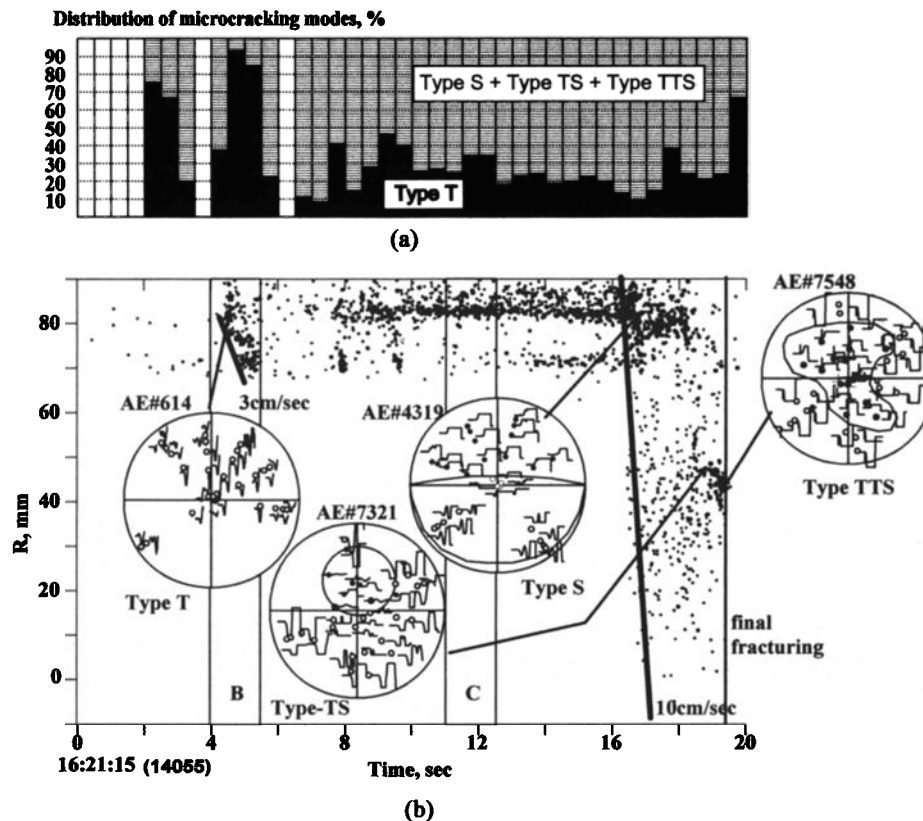 Distribution of microcracking modes, %
90
80
70
60
50
40
30
20
10
Type S + Type TS + Type TTS
Type T
(a)
AE#7548
80
AE#614
3cm/sec
AE#4319
60
R, mm
40
AE#7321
Type TTS
Type T
Type S
20
final
fracturing
0
B
C
Type-TS
10cm/sec
0 4 8 12 16 20
16:21:15 (14055)
Time, sec
(b)